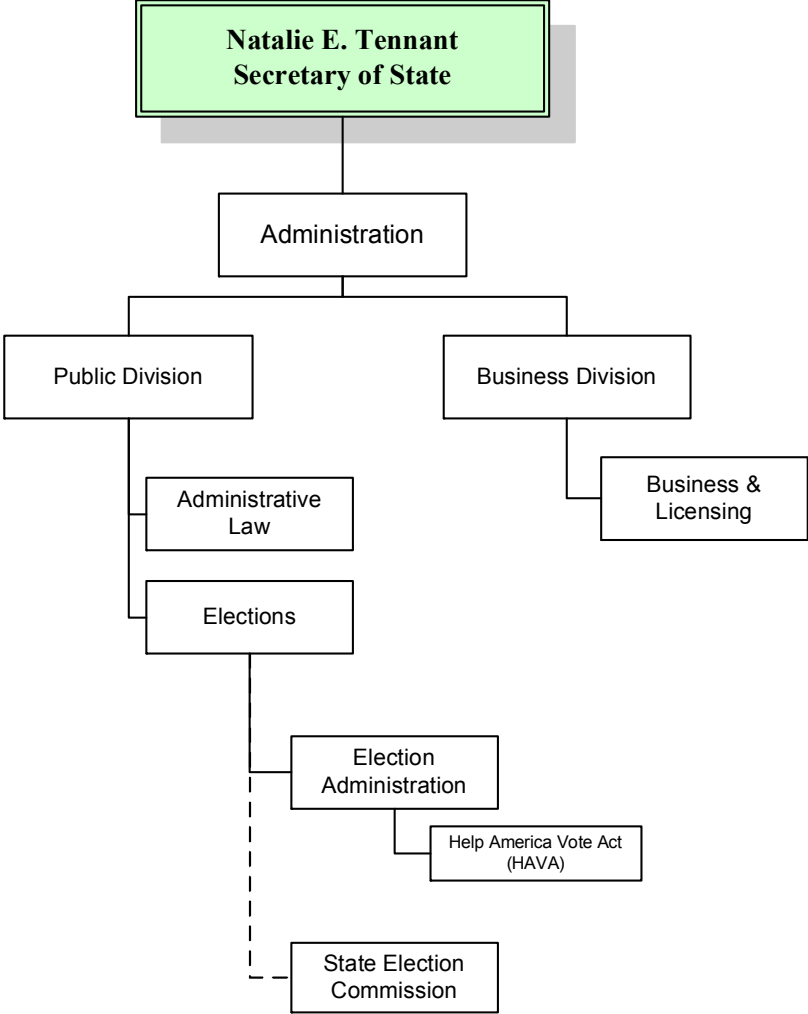 Natalie E. Tennant
Secretary of State
Administration
Public Division
Business Division
Administrative
Law
Business &
Licensing
Elections
Election
Administration
Help America Vote Act
(HAVA)
State Election
Commission